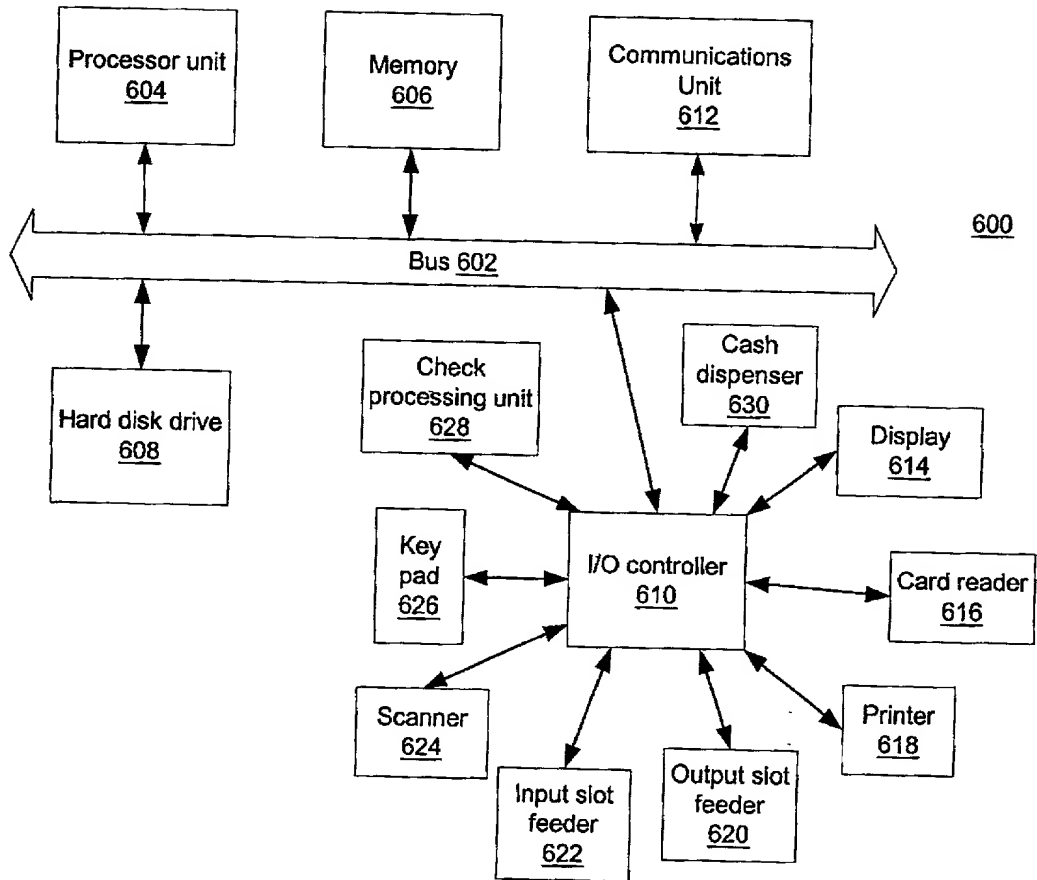 Processor unit
604
Memory
606
Communications
Unit
612
600
Bus 602
Hard disk drive
608
Check
processing unit
628
Cash
dispenser
630
Display
614
Key
pad
626
I/O controller
610
Card reader
616
Scanner
624
Input slot
feeder
622
Output slot
feeder
620
Printer
618